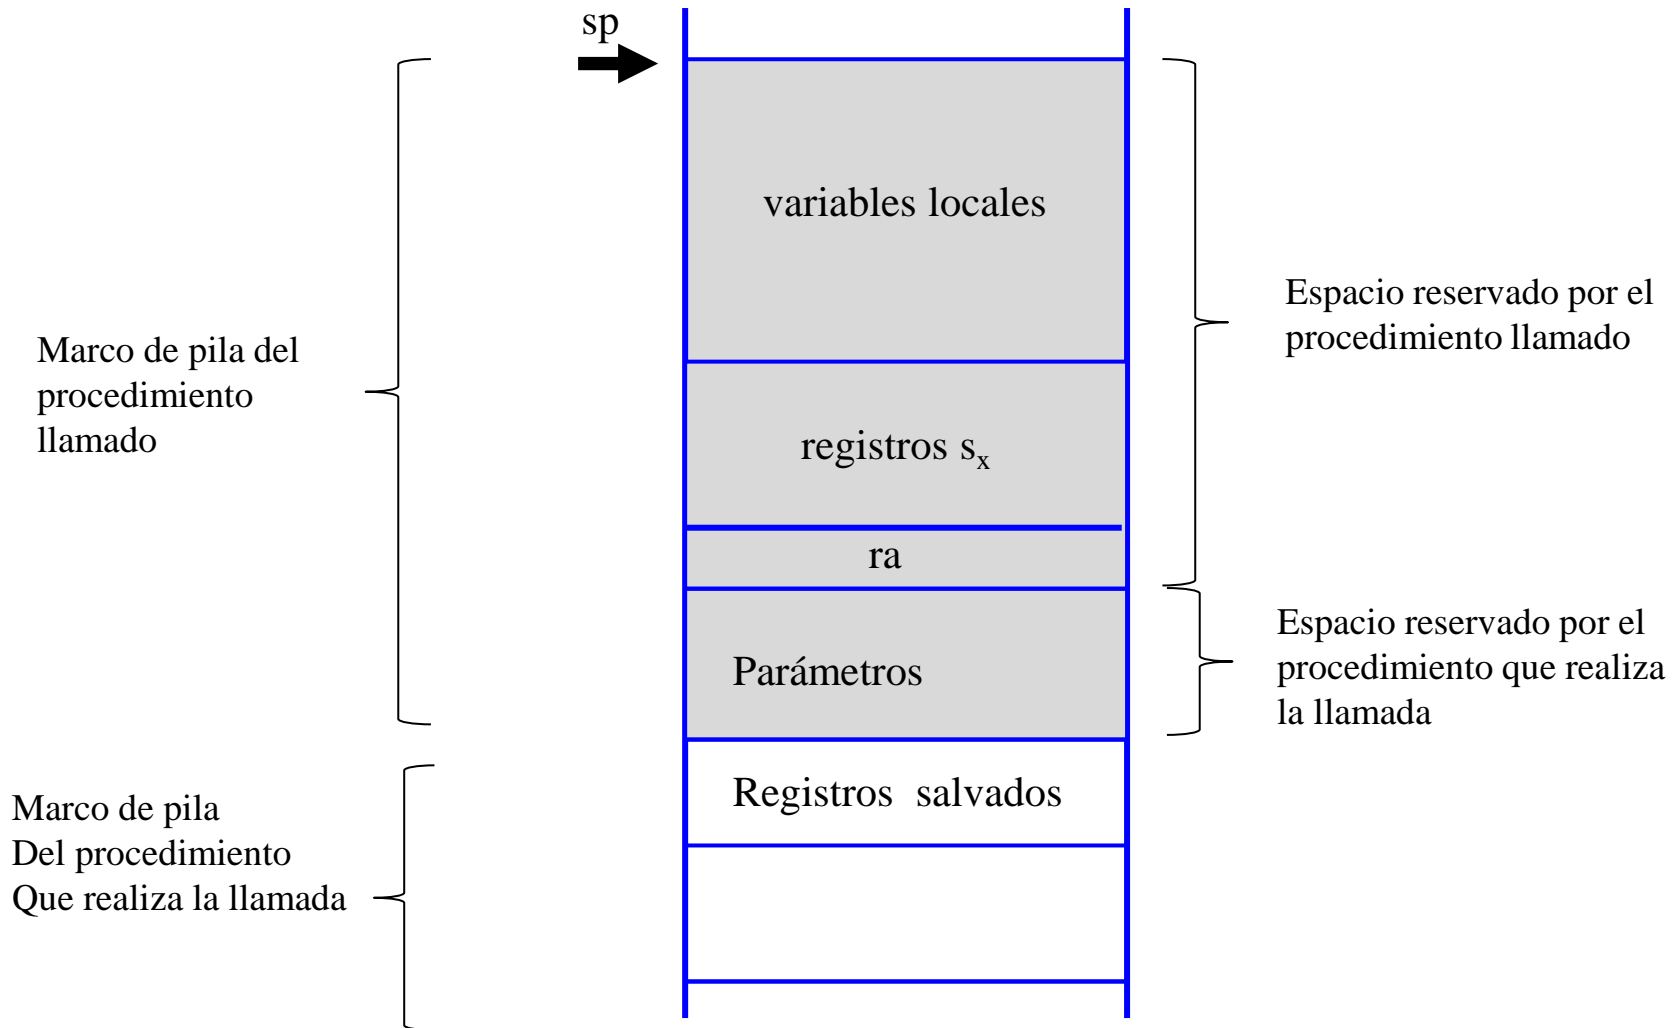 sp
variables locales
Espacio reservado por el
procedimiento llamado
Marco de pila del
procedimiento
llamado
registros sₓ
ra
Parámetros
Espacio reservado por el
procedimiento que realiza
la llamada
Registros salvados
Marco de pila
Del procedimiento
Que realiza la llamada